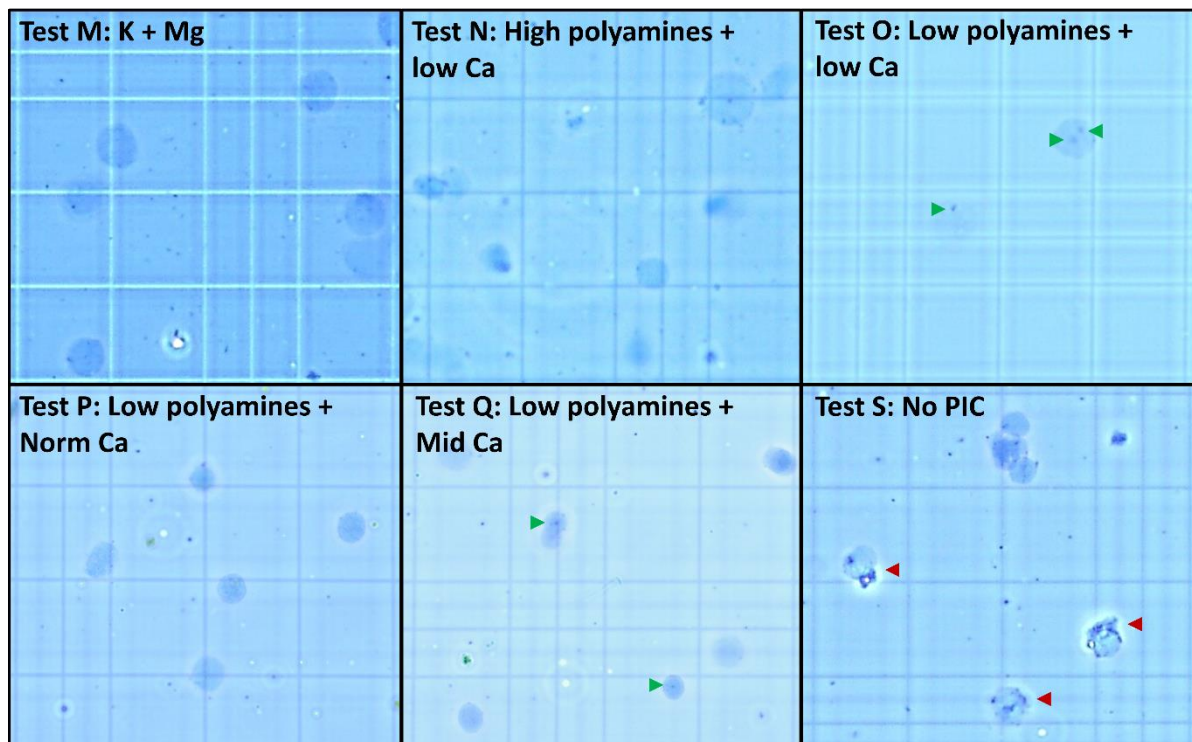 Test M: K + Mg
Test N: High polyamines +
low Ca
Test O: Low polyamines +
low Ca
Test P: Low polyamines +
Norm Ca
Test Q: Low polyamines +
Mid Ca
Test S: No PIC